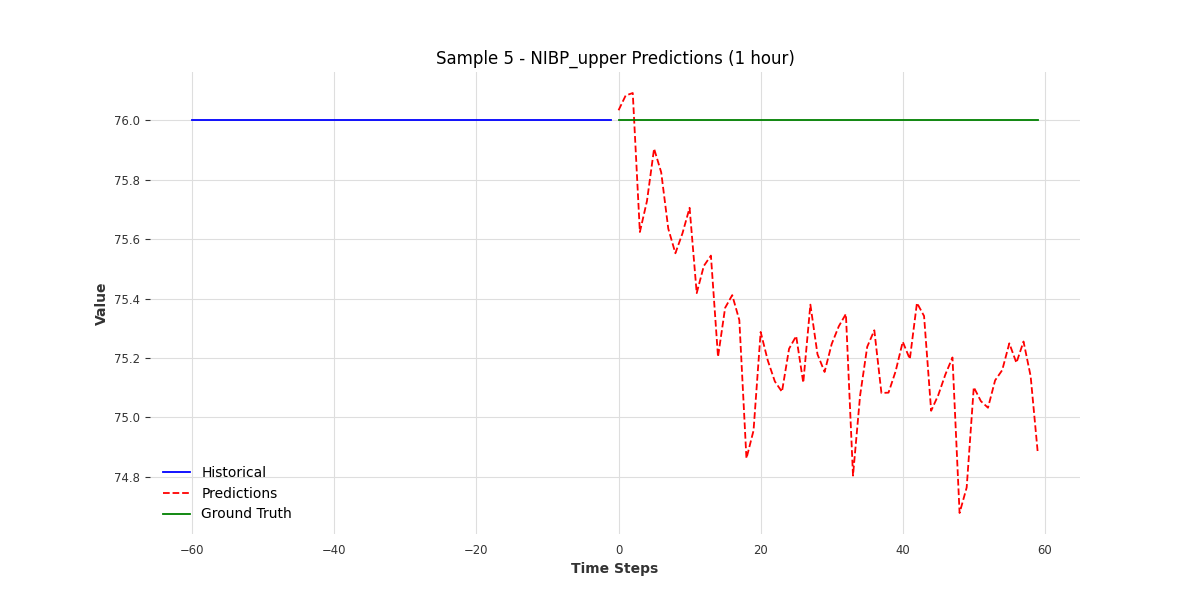 Sample 5 - NIBP_upper Predictions (1 hour)
76.0
75.8
75.6
75.4
75.2
75.0
74.8
Value
Historical
Predictions
Ground Truth
−60
−40
−20
0
20
40
60
Time Steps